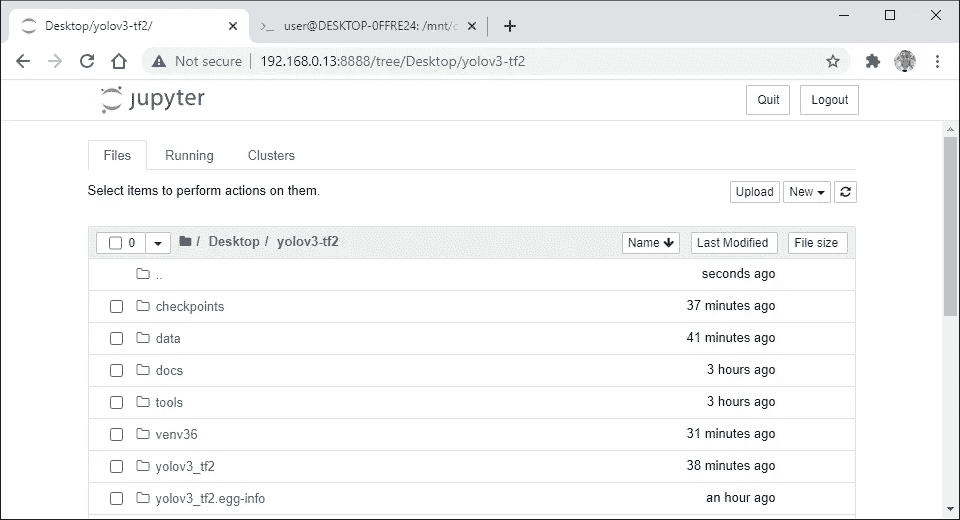 Desktop/yolov3-tf2/
user@DESKTOP-0FFRE24: /mnt/c
Not secure 192.168.0.13:8888/tree/Desktop/yolov3-tf2
jupyter Quit Logout
Files Running Clusters
Select items to perform actions on them.
Upload New
0 / Desktop / yolov3-tf2 Name Last Modified File size
.. seconds ago
checkpoints 37 minutes ago
data 41 minutes ago
docs 3 hours ago
tools 3 hours ago
venv36 31 minutes ago
yolov3_tf2 38 minutes ago
yolov3_tf2.egg-info an hour ago